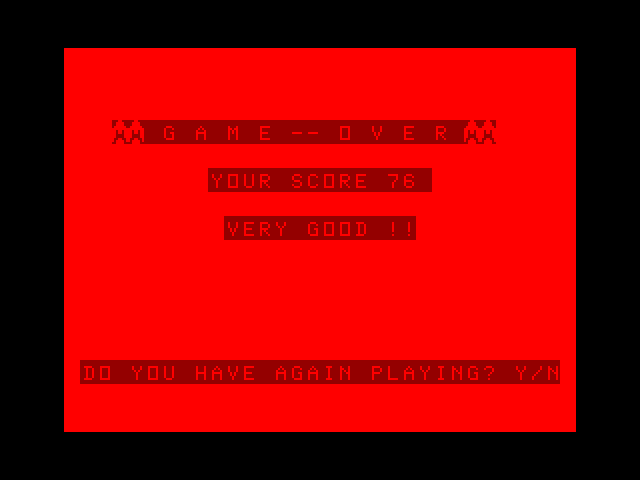 G A M E -- O V E R
YOUR SCORE 76
VERY GOOD !!
DO YOU HAVE AGAIN PLAYING? Y/N